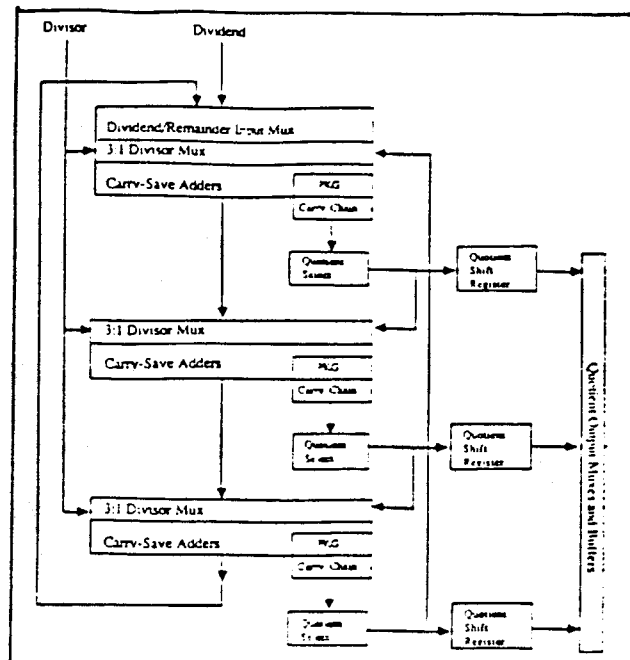 Divisor
Dividend
Dividend/Remainder Input Mux
3:1 Divisor Mux
Carry-Save Adders
PKG
Carry Chain
Quotient
Select
Quotient
Shift
Register
3:1 Divisor Mux
Carry-Save Adders
PKG
Carry Chain
Quotient
Select
Quotient
Shift
Register
3:1 Divisor Mux
Carry-Save Adders
PKG
Carry Chain
Quotient
Select
Quotient
Shift
Register
Quotient Output Muxes and Buffers